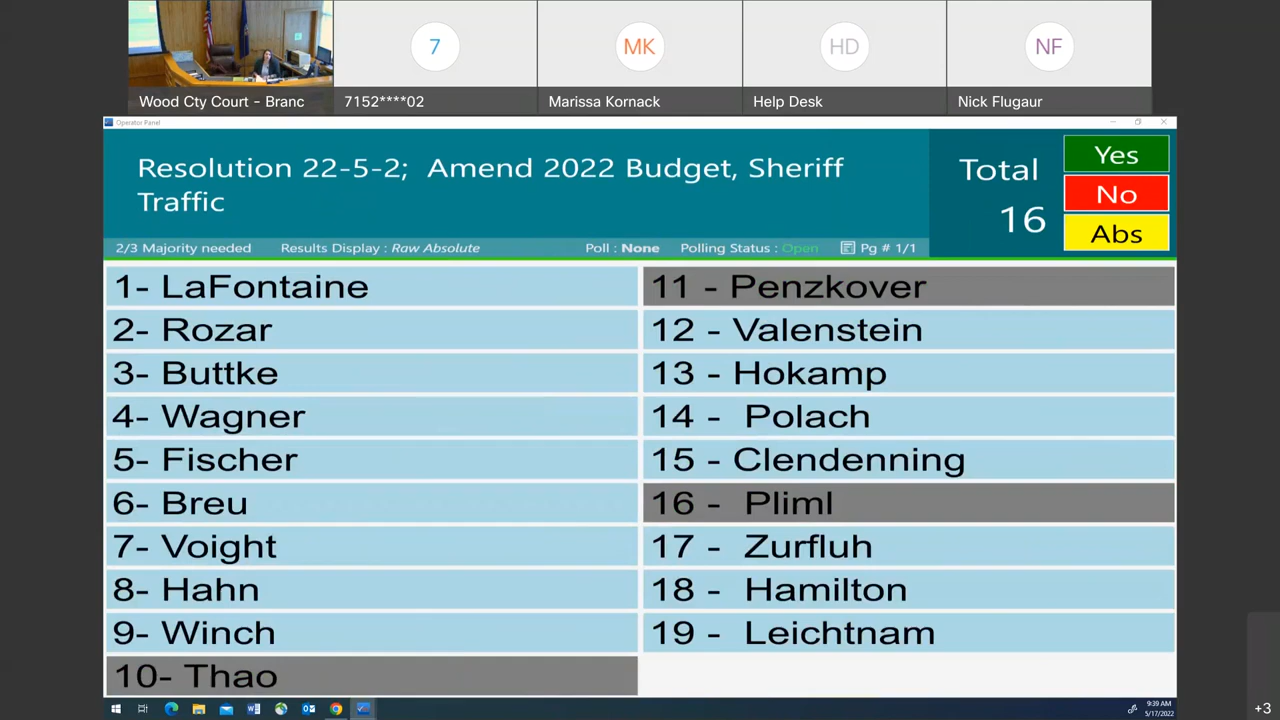 7
MK
HD
NF
Wood Cty Court - Branc
7152****02
Marissa Kornack
Help Desk
Nick Flugaur
Operator Panel
Resolution 22-5-2;  Amend 2022 Budget, Sheriff
Traffic
Total
16
Yes
No
Abs
2/3 Majority needed
Results Display : Raw Absolute
Poll : None
Polling Status : Open
Pg # 1/1
1- LaFontaine
2- Rozar
3- Buttke
4- Wagner
5- Fischer
6- Breu
7- Voight
8- Hahn
9- Winch
10- Thao
11 - Penzkover
12 - Valenstein
13 - Hokamp
14 -  Polach
15 - Clendenning
16 -  Pliml
17 -  Zurfluh
18 -  Hamilton
19 -  Leichtnam
9:39 AM
5/17/2022
+3